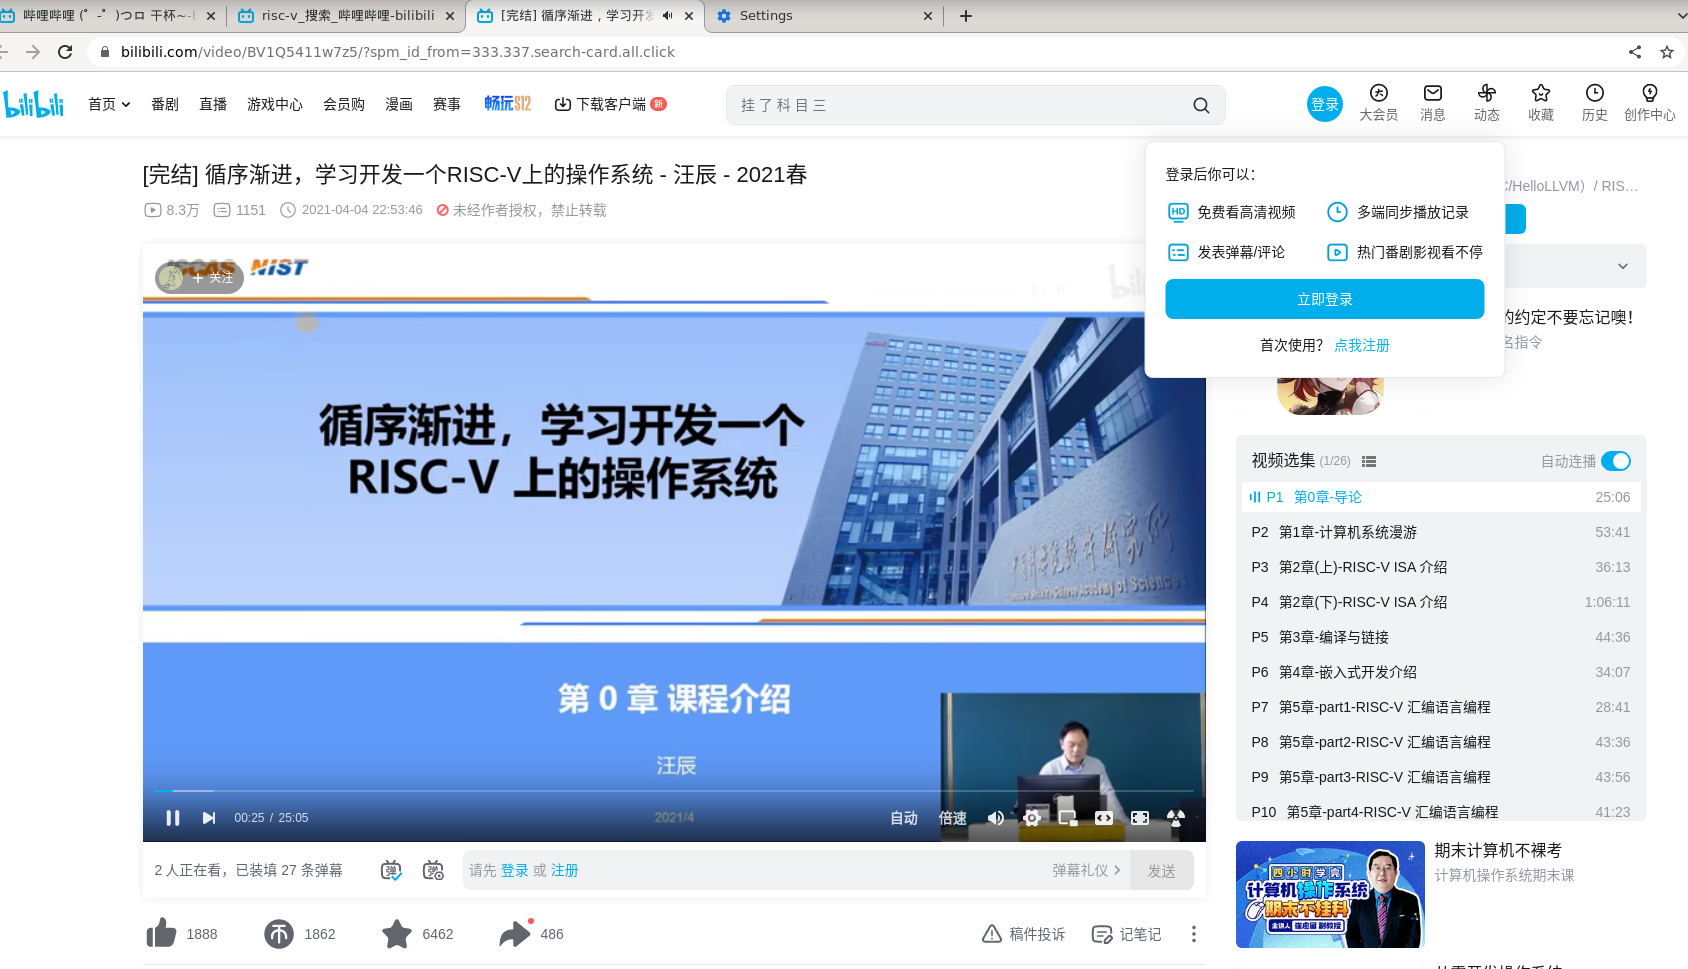 哔哩哔哩 (゜-゜)つロ 干杯~-b
risc-v_搜索_哔哩哔哩-bilibili
[完结] 循序渐进，学习开发
Settings
bilibili.com/video/BV1Q5411w7z5/?spm_id_from=333.337.search-card.all.click
bilibili
首页
番剧
直播
游戏中心
会员购
漫画
赛事
畅玩S12
下载客户端
新
挂了科目三
登录
大会员
消息
动态
收藏
历史
创作中心
[完结] 循序渐进，学习开发一个RISC-V上的操作系统 - 汪辰 - 2021春
8.3万
1151
2021-04-04 22:53:46
未经作者授权，禁止转载
登录后你可以：
免费看高清视频
多端同步播放记录
发表弹幕/评论
热门番剧影视看不停
立即登录
首次使用？
点我注册
/HelloLLVM）/ RIS…
的约定不要忘记噢！
名指令
+ 关注
NIST
循序渐进，学习开发一个
RISC-V 上的操作系统
中国科学院软件研究所
Chinese Academy of Sciences
第 0 章 课程介绍
汪辰
2021/4
00:25 / 25:05
自动
倍速
2 人正在看，已装填 27 条弹幕
请先 登录 或 注册
弹幕礼仪
发送
1888
1862
6462
486
稿件投诉
记笔记
视频选集 (1/26)
自动连播
P1 第0章-导论 25:06
P2 第1章-计算机系统漫游 53:41
P3 第2章(上)-RISC-V ISA 介绍 36:13
P4 第2章(下)-RISC-V ISA 介绍 1:06:11
P5 第3章-编译与链接 44:36
P6 第4章-嵌入式开发介绍 34:07
P7 第5章-part1-RISC-V 汇编语言编程 28:41
P8 第5章-part2-RISC-V 汇编语言编程 43:36
P9 第5章-part3-RISC-V 汇编语言编程 43:56
P10 第5章-part4-RISC-V 汇编语言编程 41:23
四小时学完
计算机操作系统
期末不挂科
期末计算机不裸考
计算机操作系统期末课